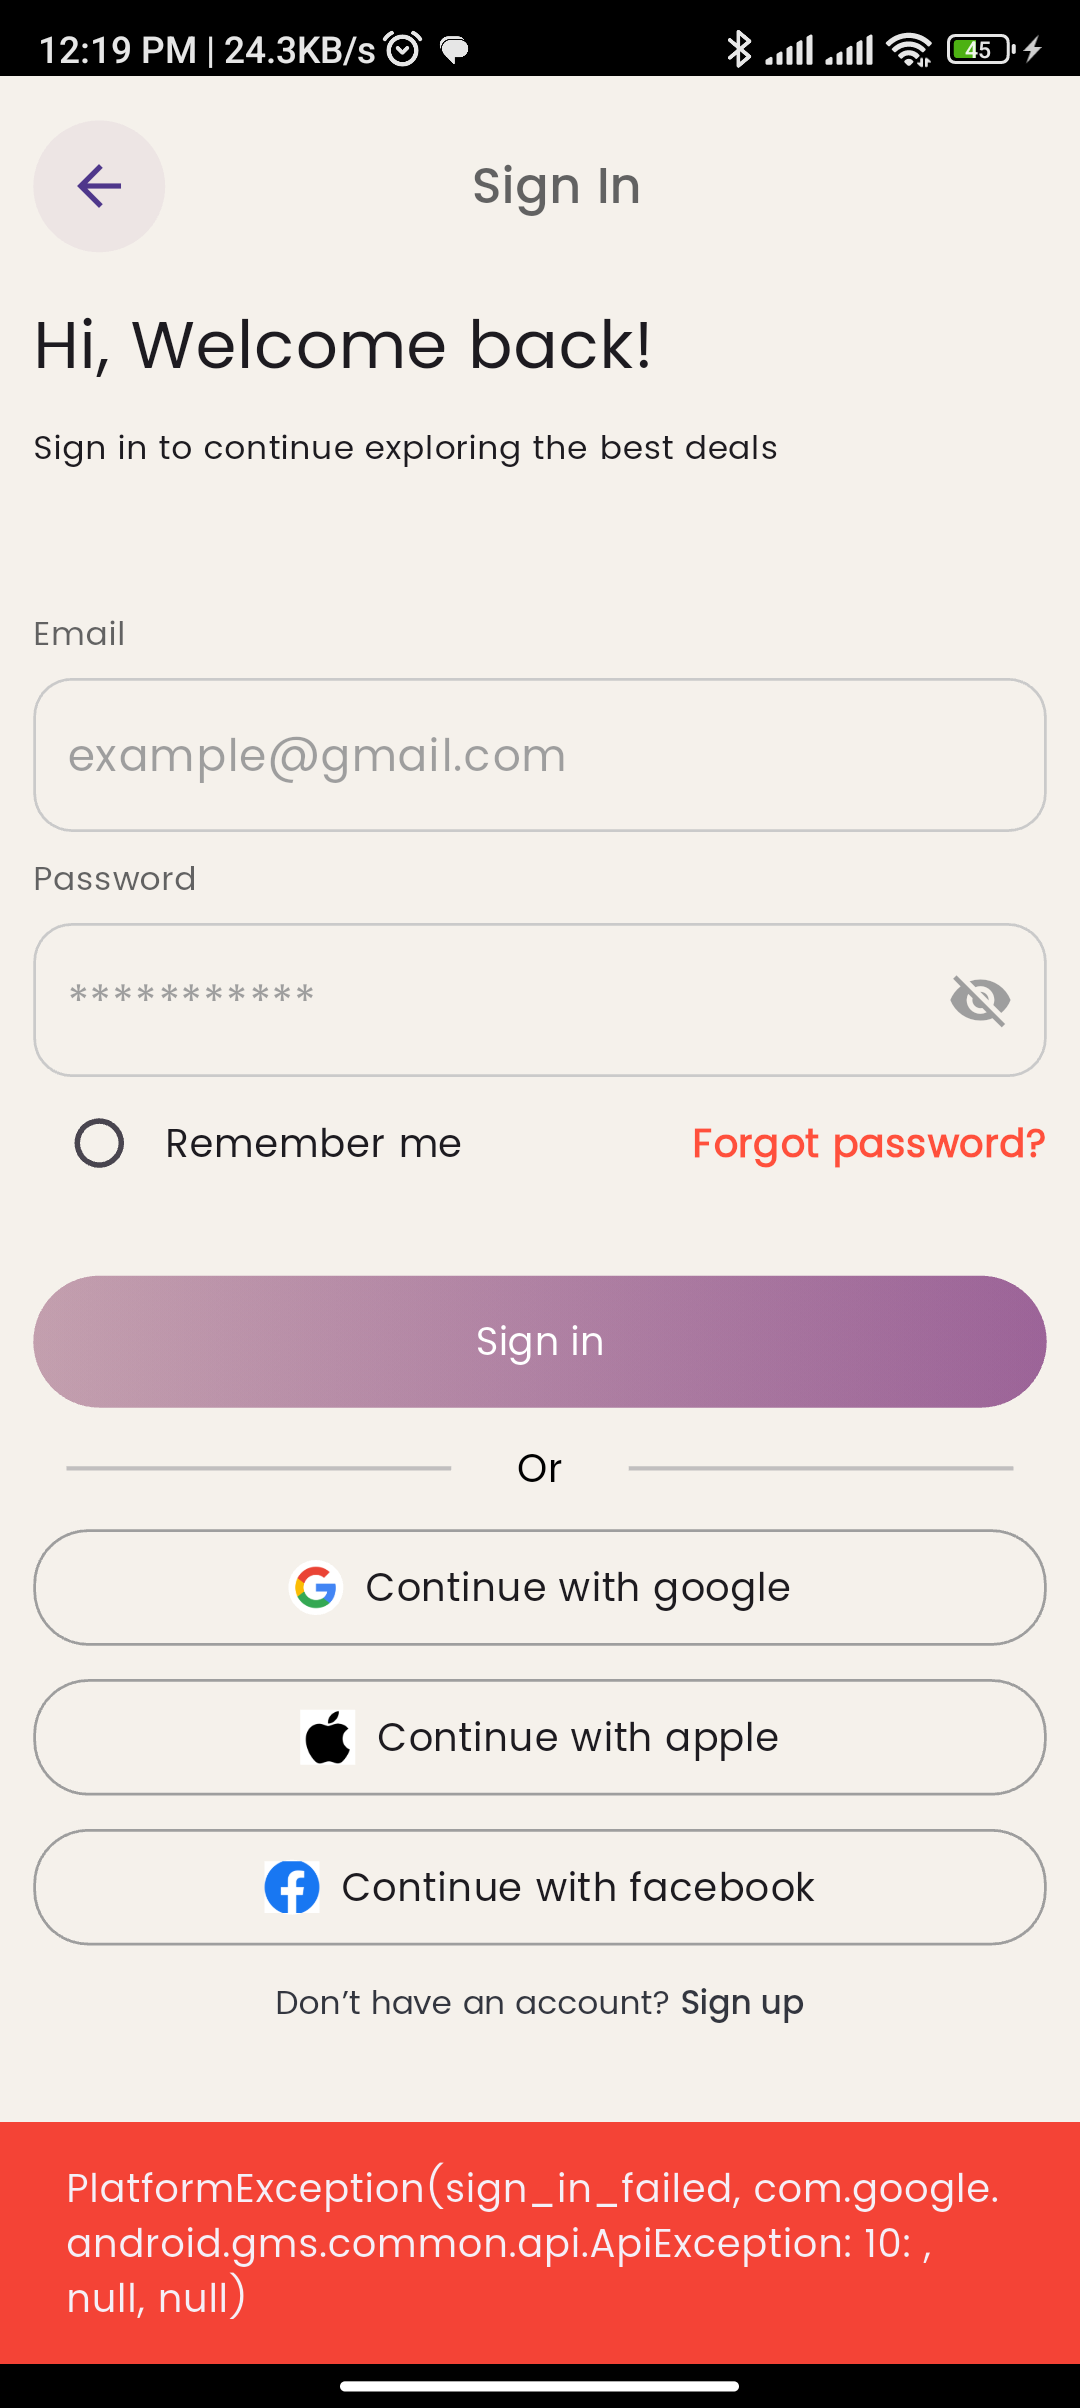 12:19 PM | 24.3KB/s
45
Sign In
Hi, Welcome back!
Sign in to continue exploring the best deals
Email
example@gmail.com
Password
***********
Remember me
Forgot password?
Sign in
Or
Continue with google
Continue with apple
Continue with facebook
Don’t have an account? Sign up
PlatformException(sign_in_failed, com.google.
android.gms.common.api.ApiException: 10: ,
null, null)